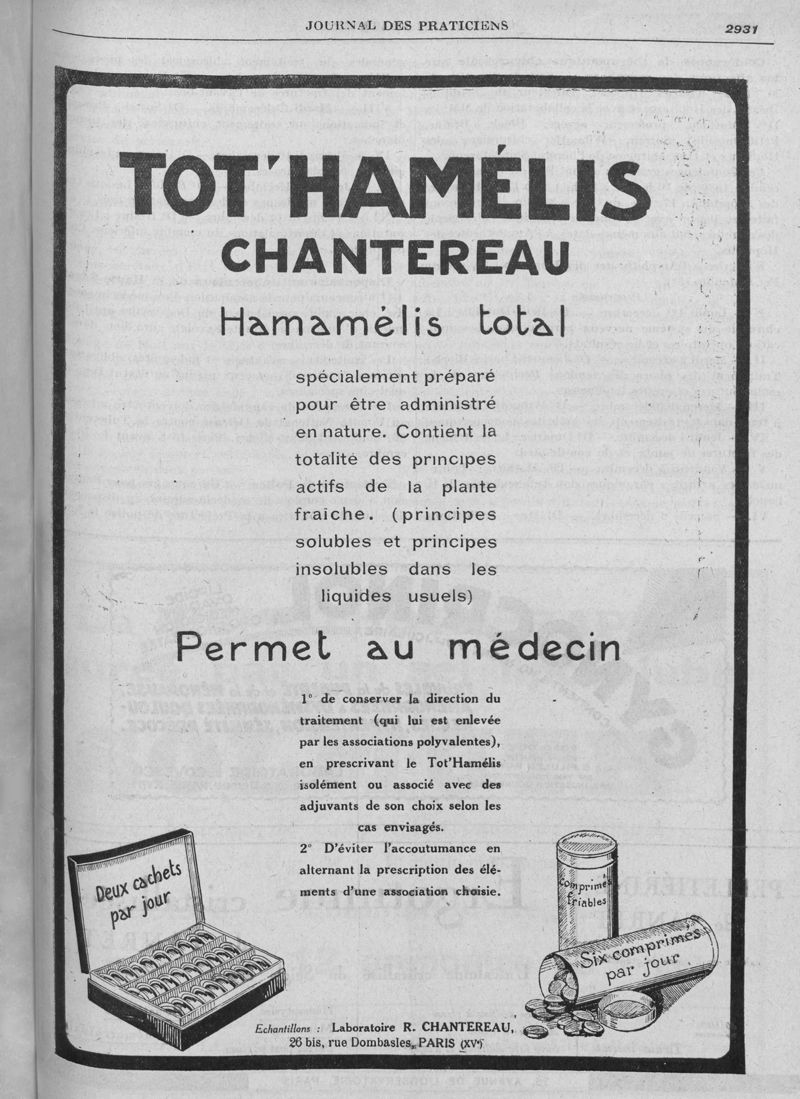 JOURNAL DES PRATICIENS
2931
TOT'HAMÉLIS
CHANTEREAU
Hamamélis total
spécialement préparé
pour être administré
en nature. Contient la
totalité des principes
actifs de la plante
fraîche. (principes
solubles et principes
insolubles dans les
liquides usuels)
Permet au médecin
1° de conserver la direction du
traitement (qui lui est enlevée
par les associations polyvalentes),
en prescrivant le Tot'Hamélis
isolément ou associé avec des
adjuvants de son choix selon les
cas envisagés.
2° D'éviter l'accoutumance en
alternant la prescription des élé-
ments d'une association choisie.
Deux cachets
par jour
Comprimés
friables
Six comprimés
par jour
Echantillons : Laboratoire R. CHANTEREAU,
26 bis, rue Dombasles, PARIS (XVe)